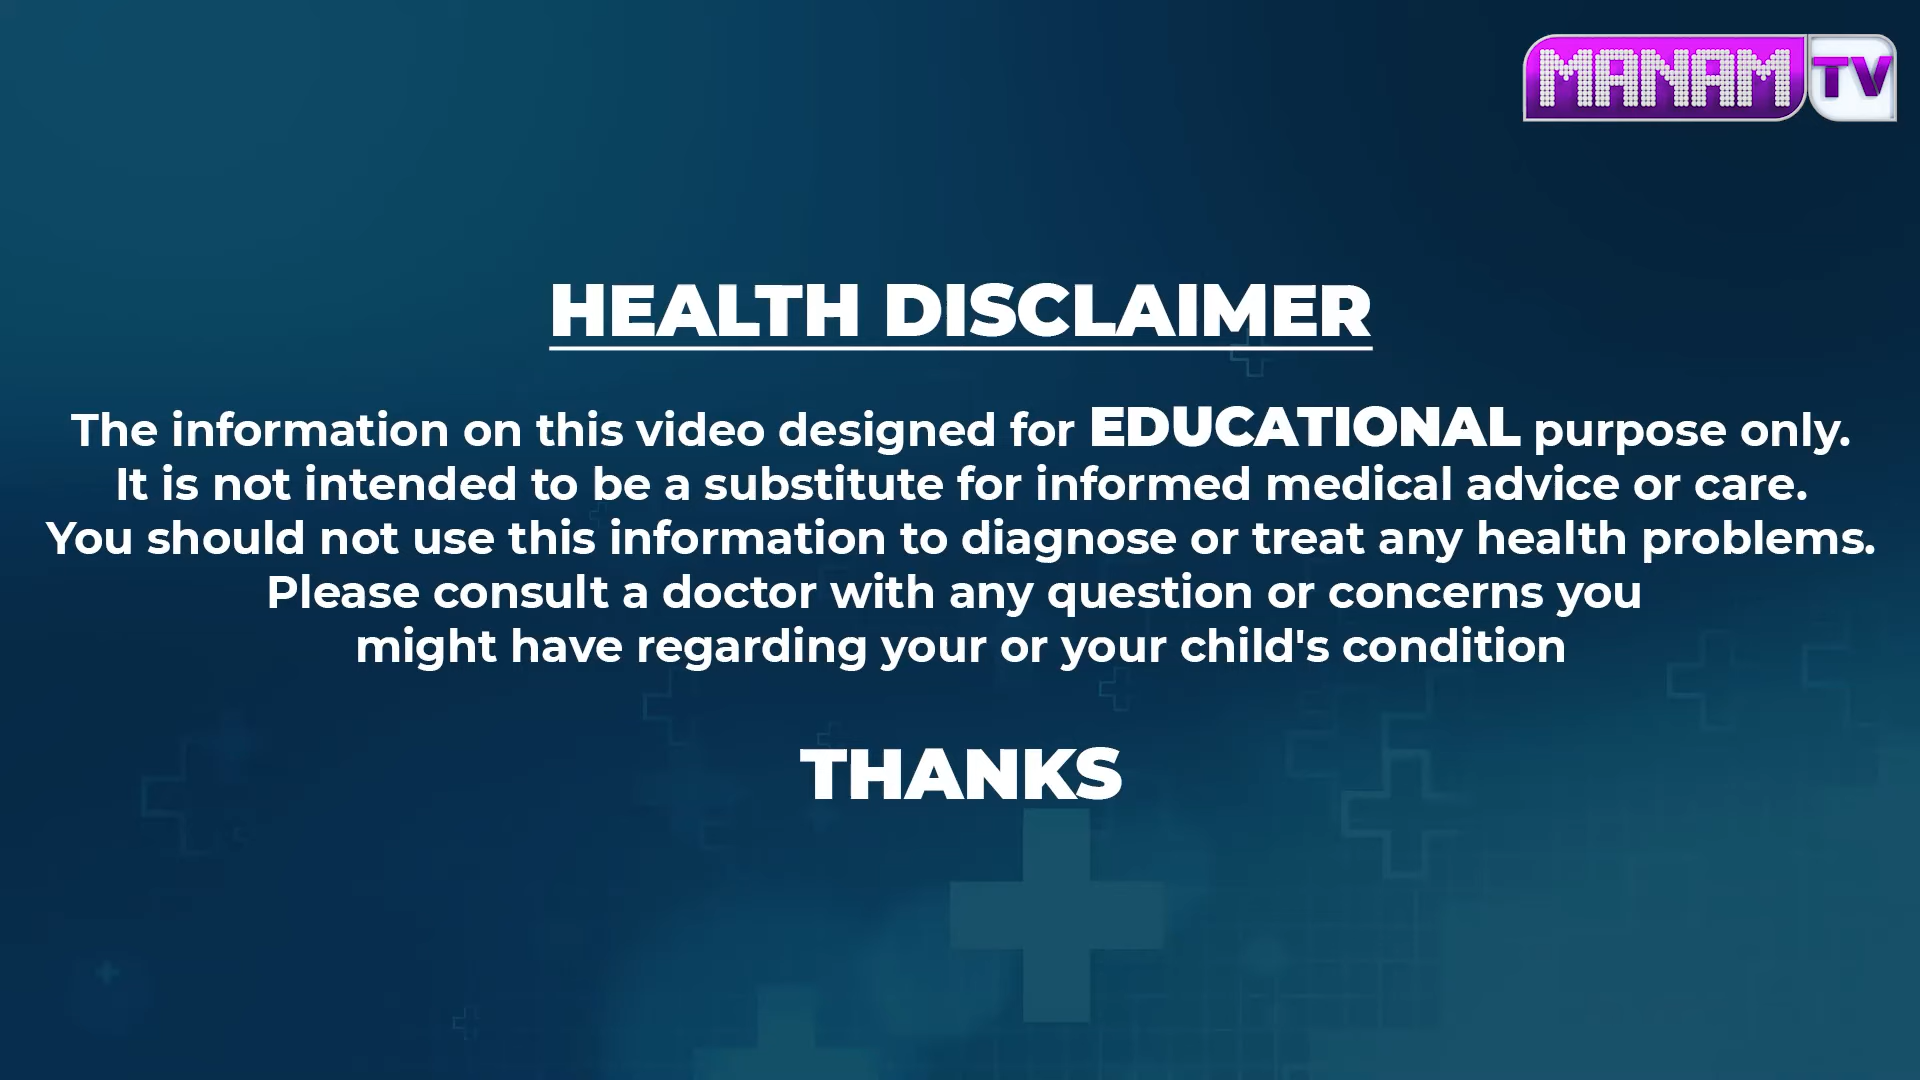 MANAM TV
HEALTH DISCLAIMER
The information on this video designed for EDUCATIONAL purpose only.
It is not intended to be a substitute for informed medical advice or care.
You should not use this information to diagnose or treat any health problems.
Please consult a doctor with any question or concerns you
might have regarding your or your child's condition
THANKS